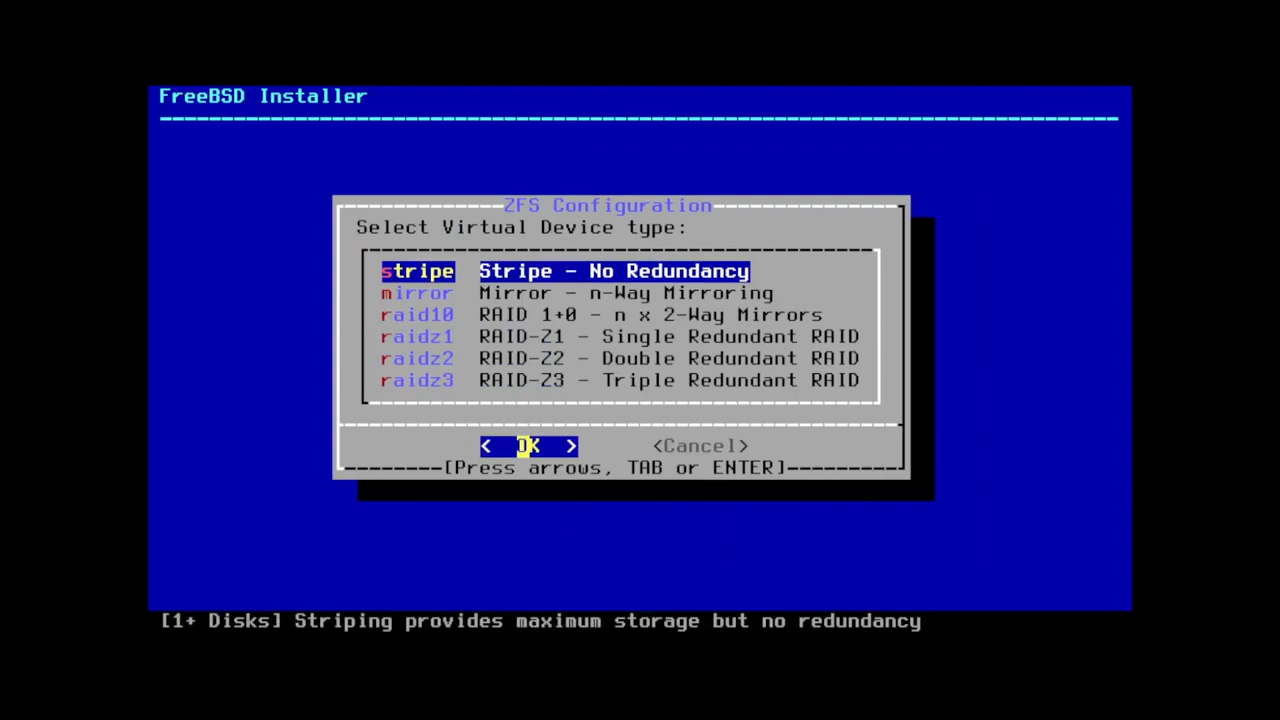 FreeBSD Installer
ZFS Configuration
Select Virtual Device type:
stripe Stripe - No Redundancy
mirror Mirror - n-Way Mirroring
raid10 RAID 1+0 - n x 2-Way Mirrors
raidz1 RAID-Z1 - Single Redundant RAID
raidz2 RAID-Z2 - Double Redundant RAID
raidz3 RAID-Z3 - Triple Redundant RAID
< OK > <Cancel>
[Press arrows, TAB or ENTER]
[1+ Disks] Striping provides maximum storage but no redundancy